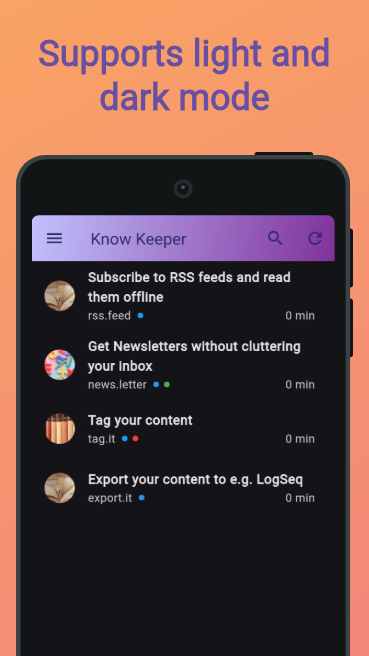 Supports light and
dark mode
Know Keeper
Subscribe to RSS feeds and read
them offline
rss.feed 0 min
Get Newsletters without cluttering
your inbox
news.letter 0 min
Tag your content
tag.it 0 min
Export your content to e.g. LogSeq
export.it 0 min